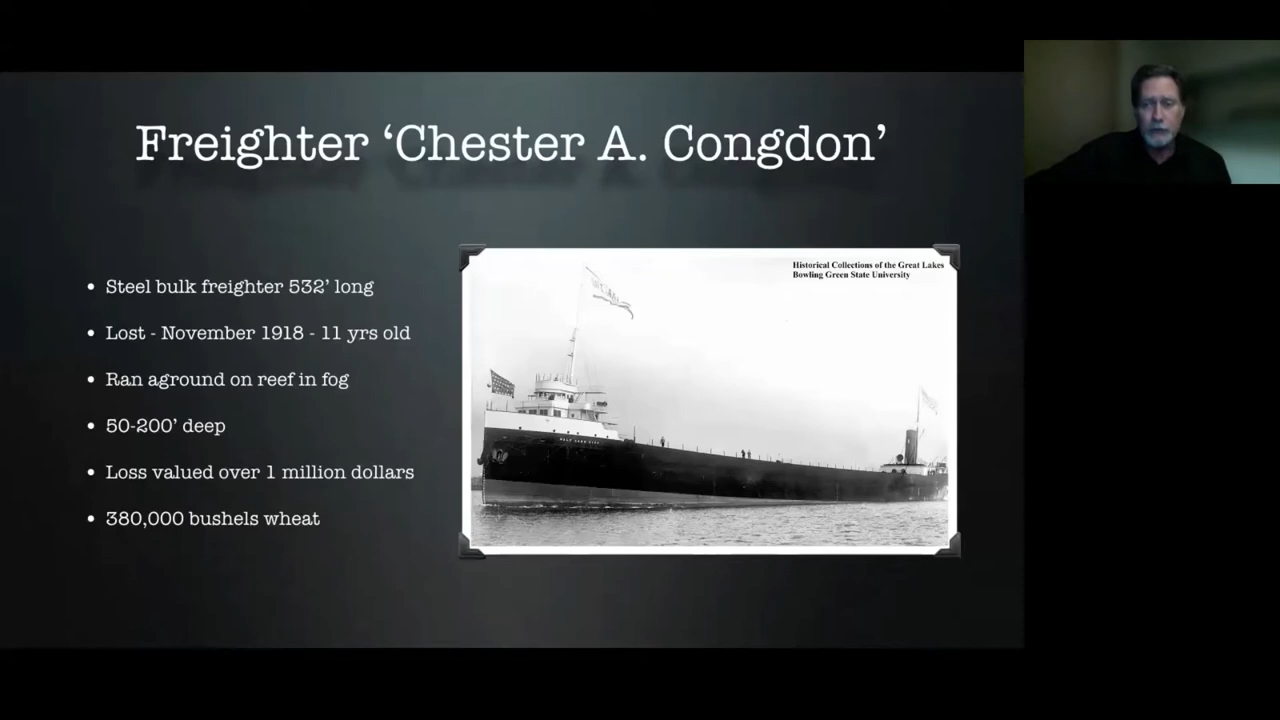 Freighter ‘Chester A. Congdon’
• Steel bulk freighter 532’ long
• Lost - November 1918 - 11 yrs old
• Ran aground on reef in fog
• 50-200’ deep
• Loss valued over 1 million dollars
• 380,000 bushels wheat
Historical Collections of the Great Lakes
Bowling Green State University